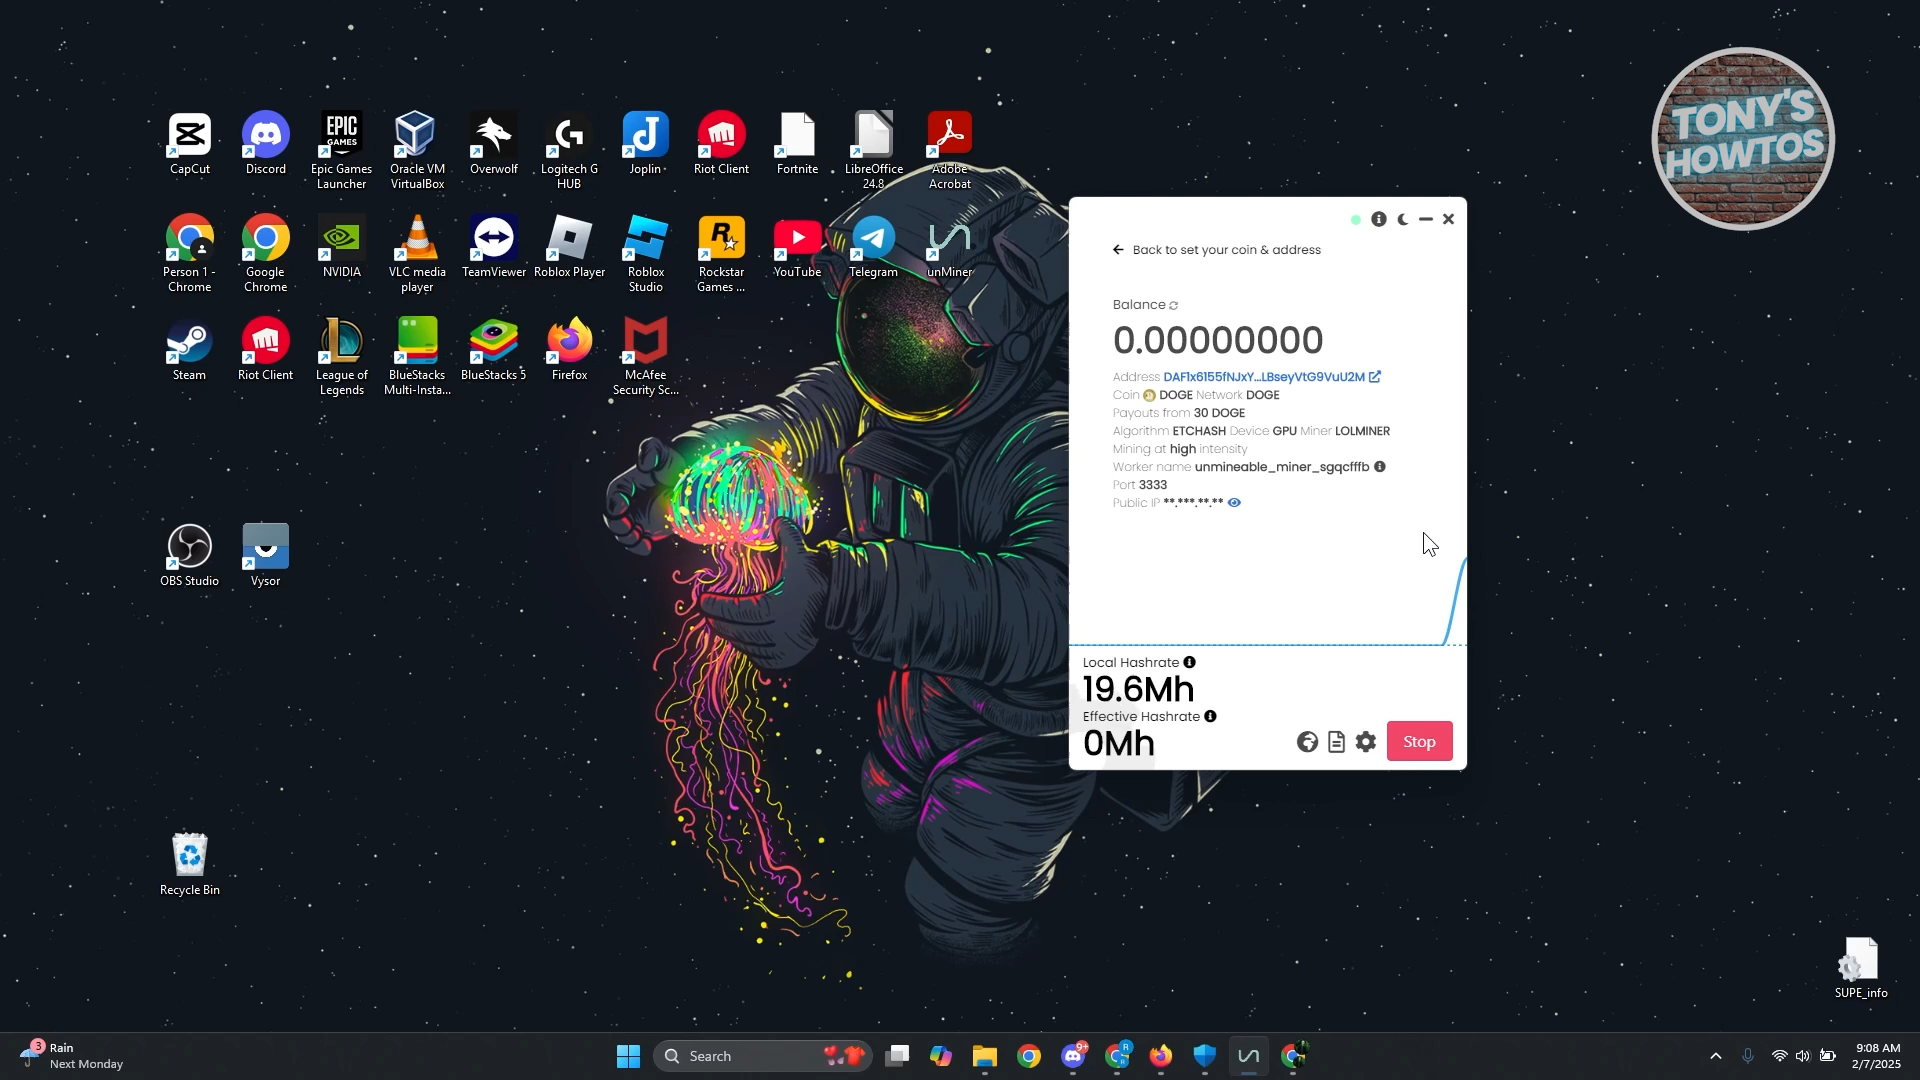 TONY'S
HOWTOS
CapCut
Discord
Epic Games
Launcher
Oracle VM
VirtualBox
Overwolf
Logitech G
HUB
Joplin
Riot Client
Fortnite
LibreOffice
24.8
Adobe
Acrobat
Person 1 -
Chrome
Google
Chrome
NVIDIA
VLC media
player
TeamViewer
Roblox Player
Roblox
Studio
Rockstar
Games ...
YouTube
Telegram
unMiner
Steam
Riot Client
League of
Legends
BlueStacks
Multi-Insta...
BlueStacks 5
Firefox
McAfee
Security Sc...
OBS Studio
Vysor
Recycle Bin
SUPE_info
Back to set your coin & address
Balance
0.00000000
Address DAF1x6155fNJxY...LBseyVtG9VuU2M
Coin DOGE Network DOGE
Payouts from 30 DOGE
Algorithm ETCHASH Device GPU Miner LOLMINER
Mining at high intensity
Worker name unmineable_miner_sgqcfffb
Port 3333
Public IP **.***.**.**
Local Hashrate
19.6Mh
Effective Hashrate
0Mh
Stop
3
Rain
Next Monday
Search
9+
R
9:08 AM
2/7/2025